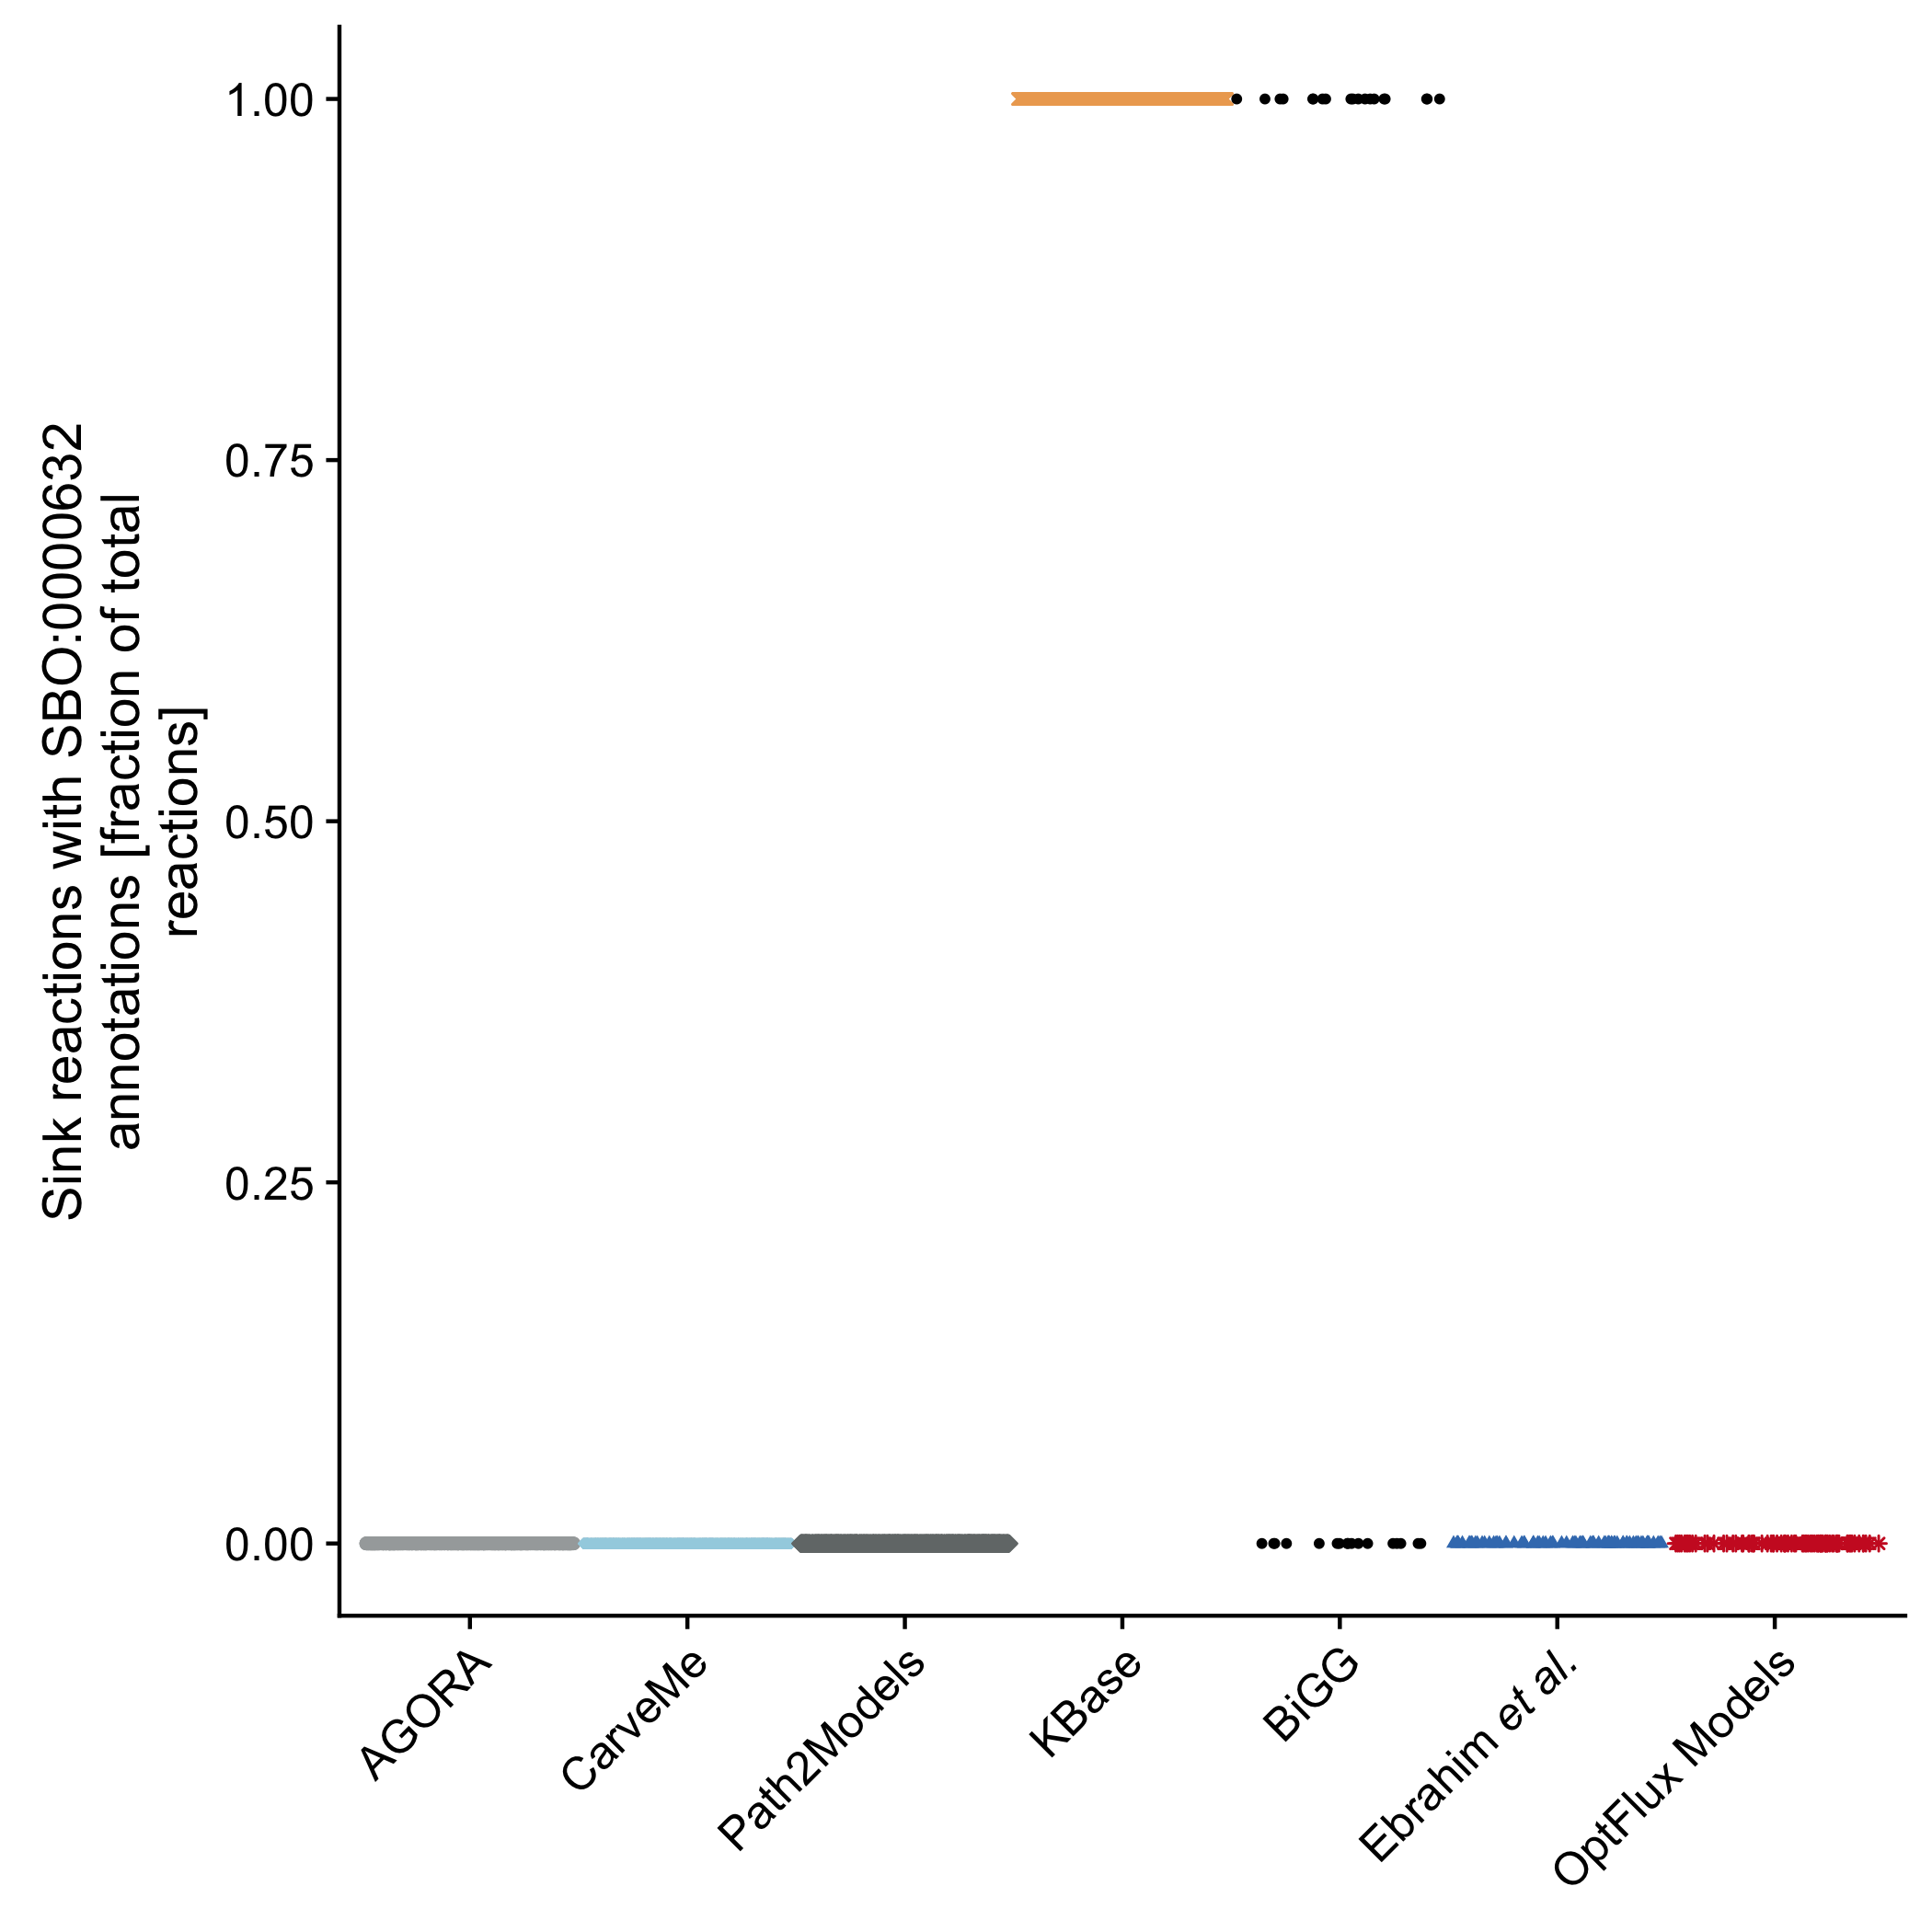 Sink reactions with SBO:0000632
annotations [fraction of total
reactions]
1.00
0.75
0.50
0.25
0.00
AGORA
CarveMe
Path2Models
KBase
BiGG
Ebrahim et al.
OptFlux Models